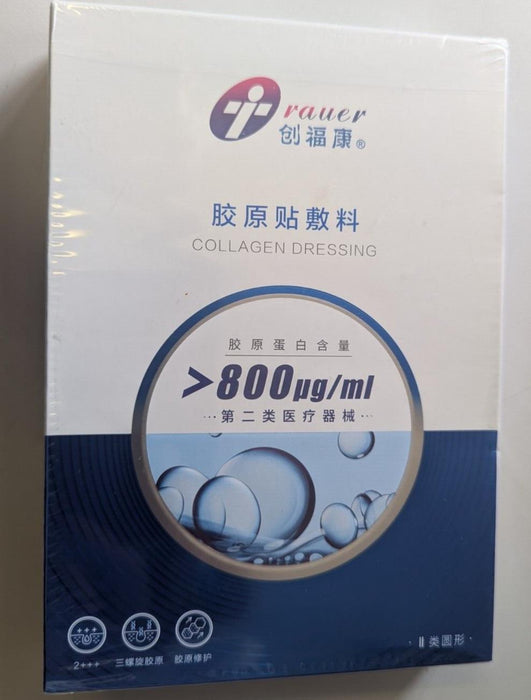 Trauer
创福康®
胶原贴敷料
COLLAGEN DRESSING
胶原蛋白含量
>800μg/ml
···第二类医疗器械···
2+++
三螺旋胶原
胶原修护
·Ⅱ类圆形·